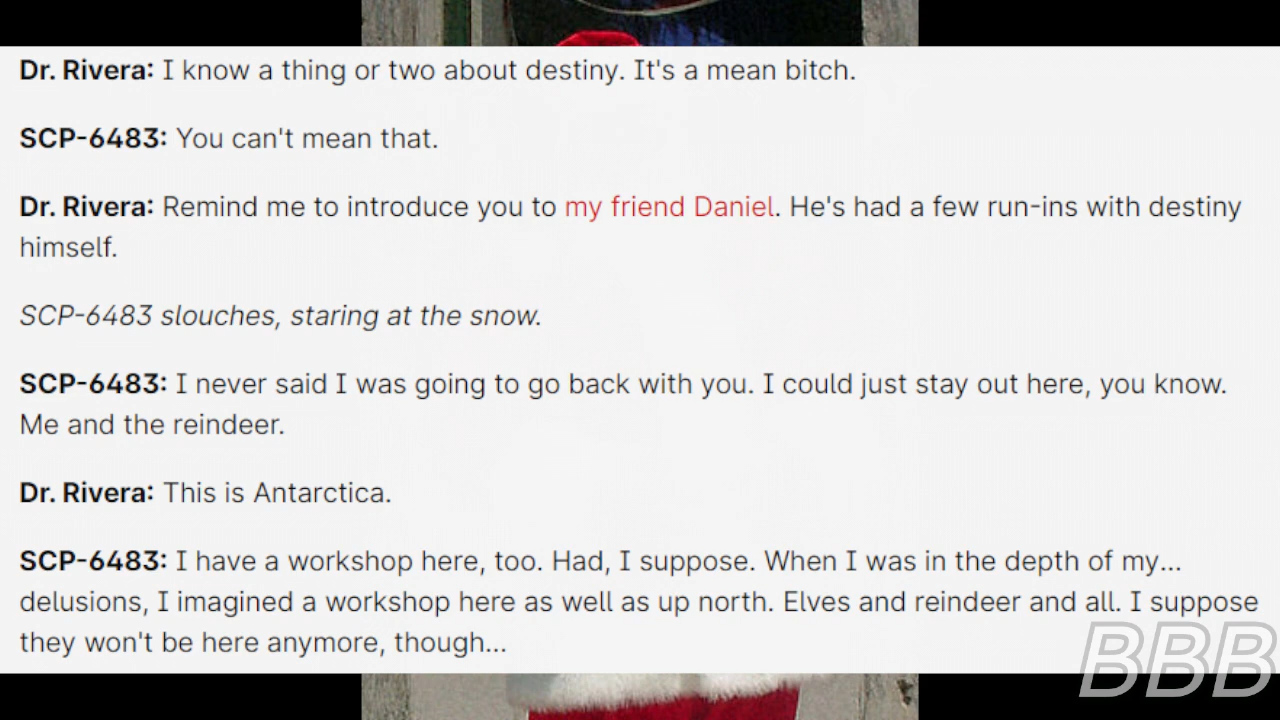 Dr. Rivera: I know a thing or two about destiny. It's a mean bitch.
SCP-6483: You can't mean that.
Dr. Rivera: Remind me to introduce you to my friend Daniel. He's had a few run-ins with destiny
himself.
SCP-6483 slouches, staring at the snow.
SCP-6483: I never said I was going to go back with you. I could just stay out here, you know.
Me and the reindeer.
Dr. Rivera: This is Antarctica.
SCP-6483: I have a workshop here, too. Had, I suppose. When I was in the depth of my...
delusions, I imagined a workshop here as well as up north. Elves and reindeer and all. I suppose
they won't be here anymore, though...
BBB